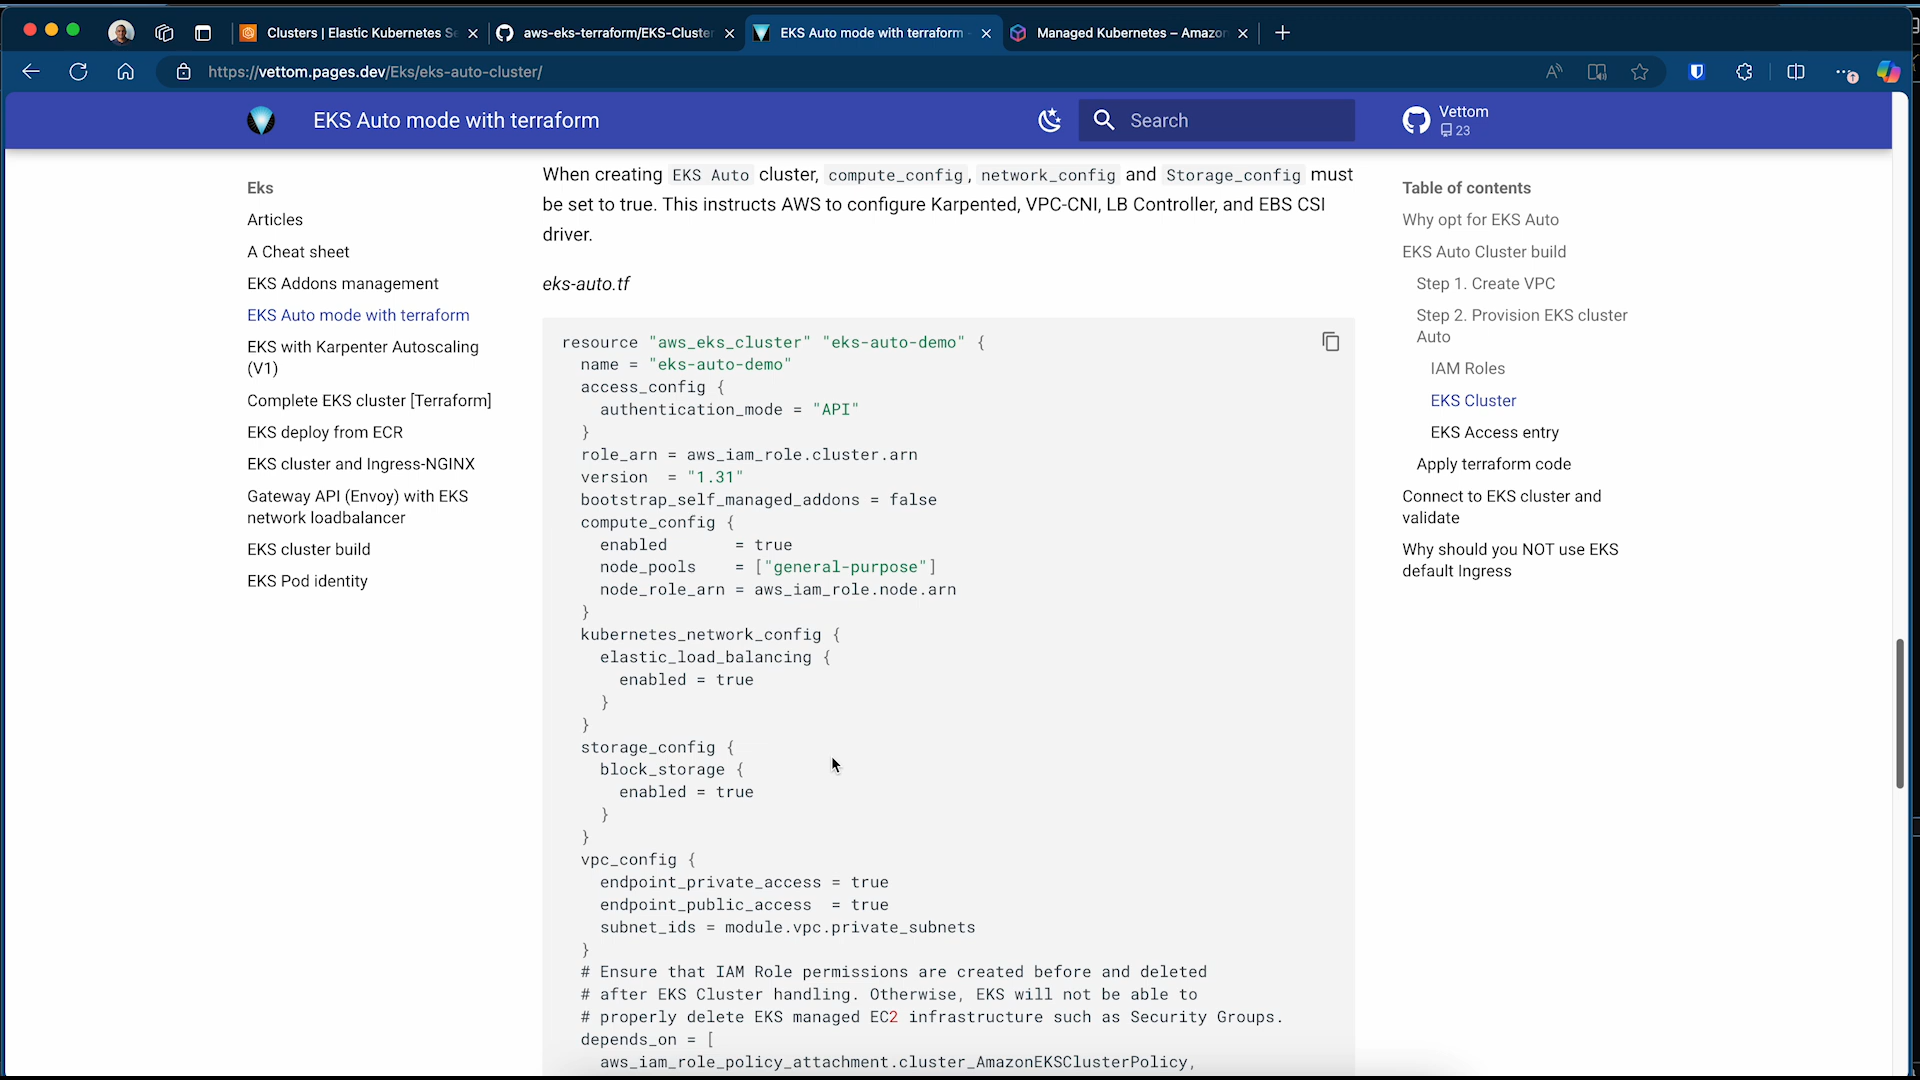 Clusters | Elastic Kubernetes Se
aws-eks-terraform/EKS-Cluster
EKS Auto mode with terraform
Managed Kubernetes – Amazon
https://vettom.pages.dev/Eks/eks-auto-cluster/
EKS Auto mode with terraform
Search
Vettom
23
Eks
Articles
A Cheat sheet
EKS Addons management
EKS Auto mode with terraform
EKS with Karpenter Autoscaling
(V1)
Complete EKS cluster [Terraform]
EKS deploy from ECR
EKS cluster and Ingress-NGINX
Gateway API (Envoy) with EKS
network loadbalancer
EKS cluster build
EKS Pod identity
When creating EKS Auto cluster, compute_config, network_config and Storage_config must
be set to true. This instructs AWS to configure Karpented, VPC-CNI, LB Controller, and EBS CSI
driver.
eks-auto.tf
resource "aws_eks_cluster" "eks-auto-demo" {
name = "eks-auto-demo"
access_config {
authentication_mode = "API"
}
role_arn = aws_iam_role.cluster.arn
version = "1.31"
bootstrap_self_managed_addons = false
compute_config {
enabled = true
node_pools = ["general-purpose"]
node_role_arn = aws_iam_role.node.arn
}
kubernetes_network_config {
elastic_load_balancing {
enabled = true
}
}
storage_config {
block_storage {
enabled = true
}
}
vpc_config {
endpoint_private_access = true
endpoint_public_access = true
subnet_ids = module.vpc.private_subnets
}
# Ensure that IAM Role permissions are created before and deleted
# after EKS Cluster handling. Otherwise, EKS will not be able to
# properly delete EKS managed EC2 infrastructure such as Security Groups.
depends_on = [
aws_iam_role_policy_attachment.cluster_AmazonEKSClusterPolicy,
Table of contents
Why opt for EKS Auto
EKS Auto Cluster build
Step 1. Create VPC
Step 2. Provision EKS cluster
Auto
IAM Roles
EKS Cluster
EKS Access entry
Apply terraform code
Connect to EKS cluster and
validate
Why should you NOT use EKS
default Ingress